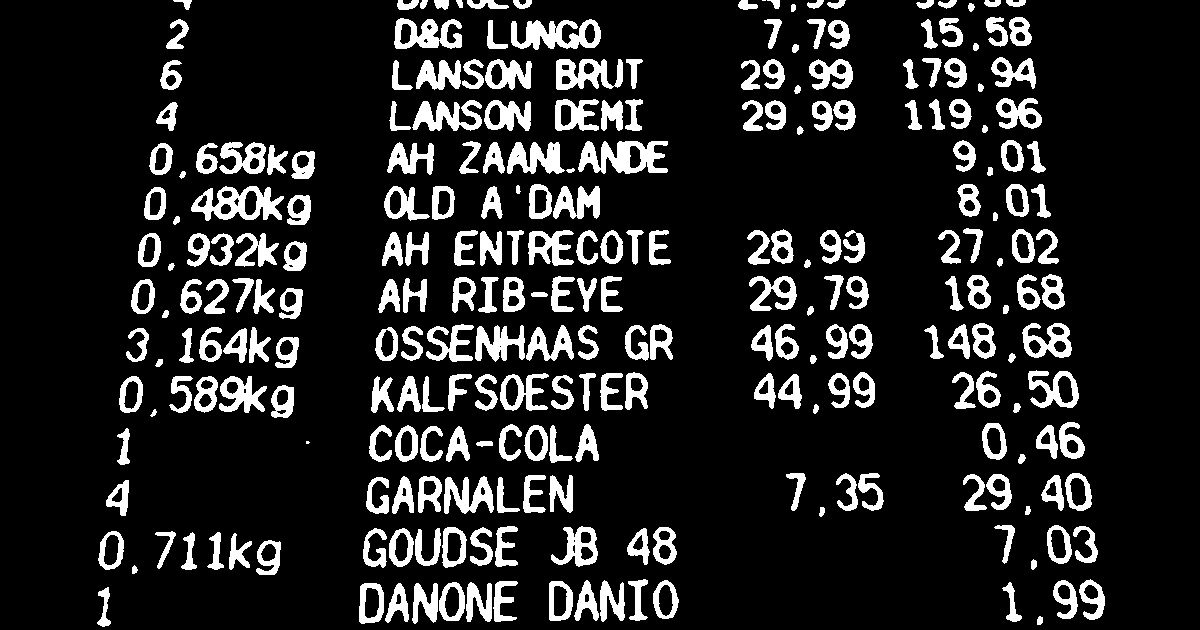 2 D&G LUNGO 7,79 15,58
6 LANSON BRUT 29,99 179,94
4 LANSON DEMI 29,99 119,96
0,658kg AH ZAANLANDE 9,01
0,480kg OLD A'DAM 8,01
0,932kg AH ENTRECOTE 28,99 27,02
0,627kg AH RIB-EYE 29,79 18,68
3,164kg OSSENHAAS GR 46,99 148,68
0,589kg KALFSOESTER 44,99 26,50
1 COCA-COLA 0,46
4 GARNALEN 7,35 29,40
0,711kg GOUDSE JB 48 7,03
1 DANONE DANIO 1,99